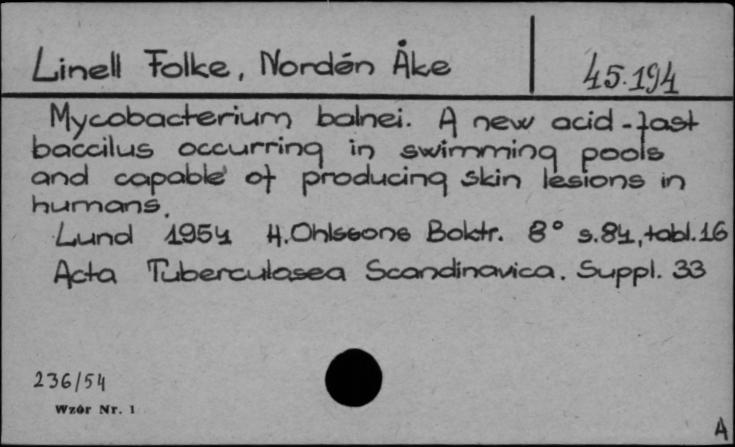 Linell Folke, Nordén Åke
45.194
Mycobacterium balnei. A new acid-fast
baccilus occurring in swimming pools
and capable of producing skin lesions in
humans.
Lund 1954 H.Ohlssons Boktr. 8° s.84,tabl.16
Acta Tuberculasea Scandinavica. Suppl. 33
236/54
Wzór Nr. 1
A